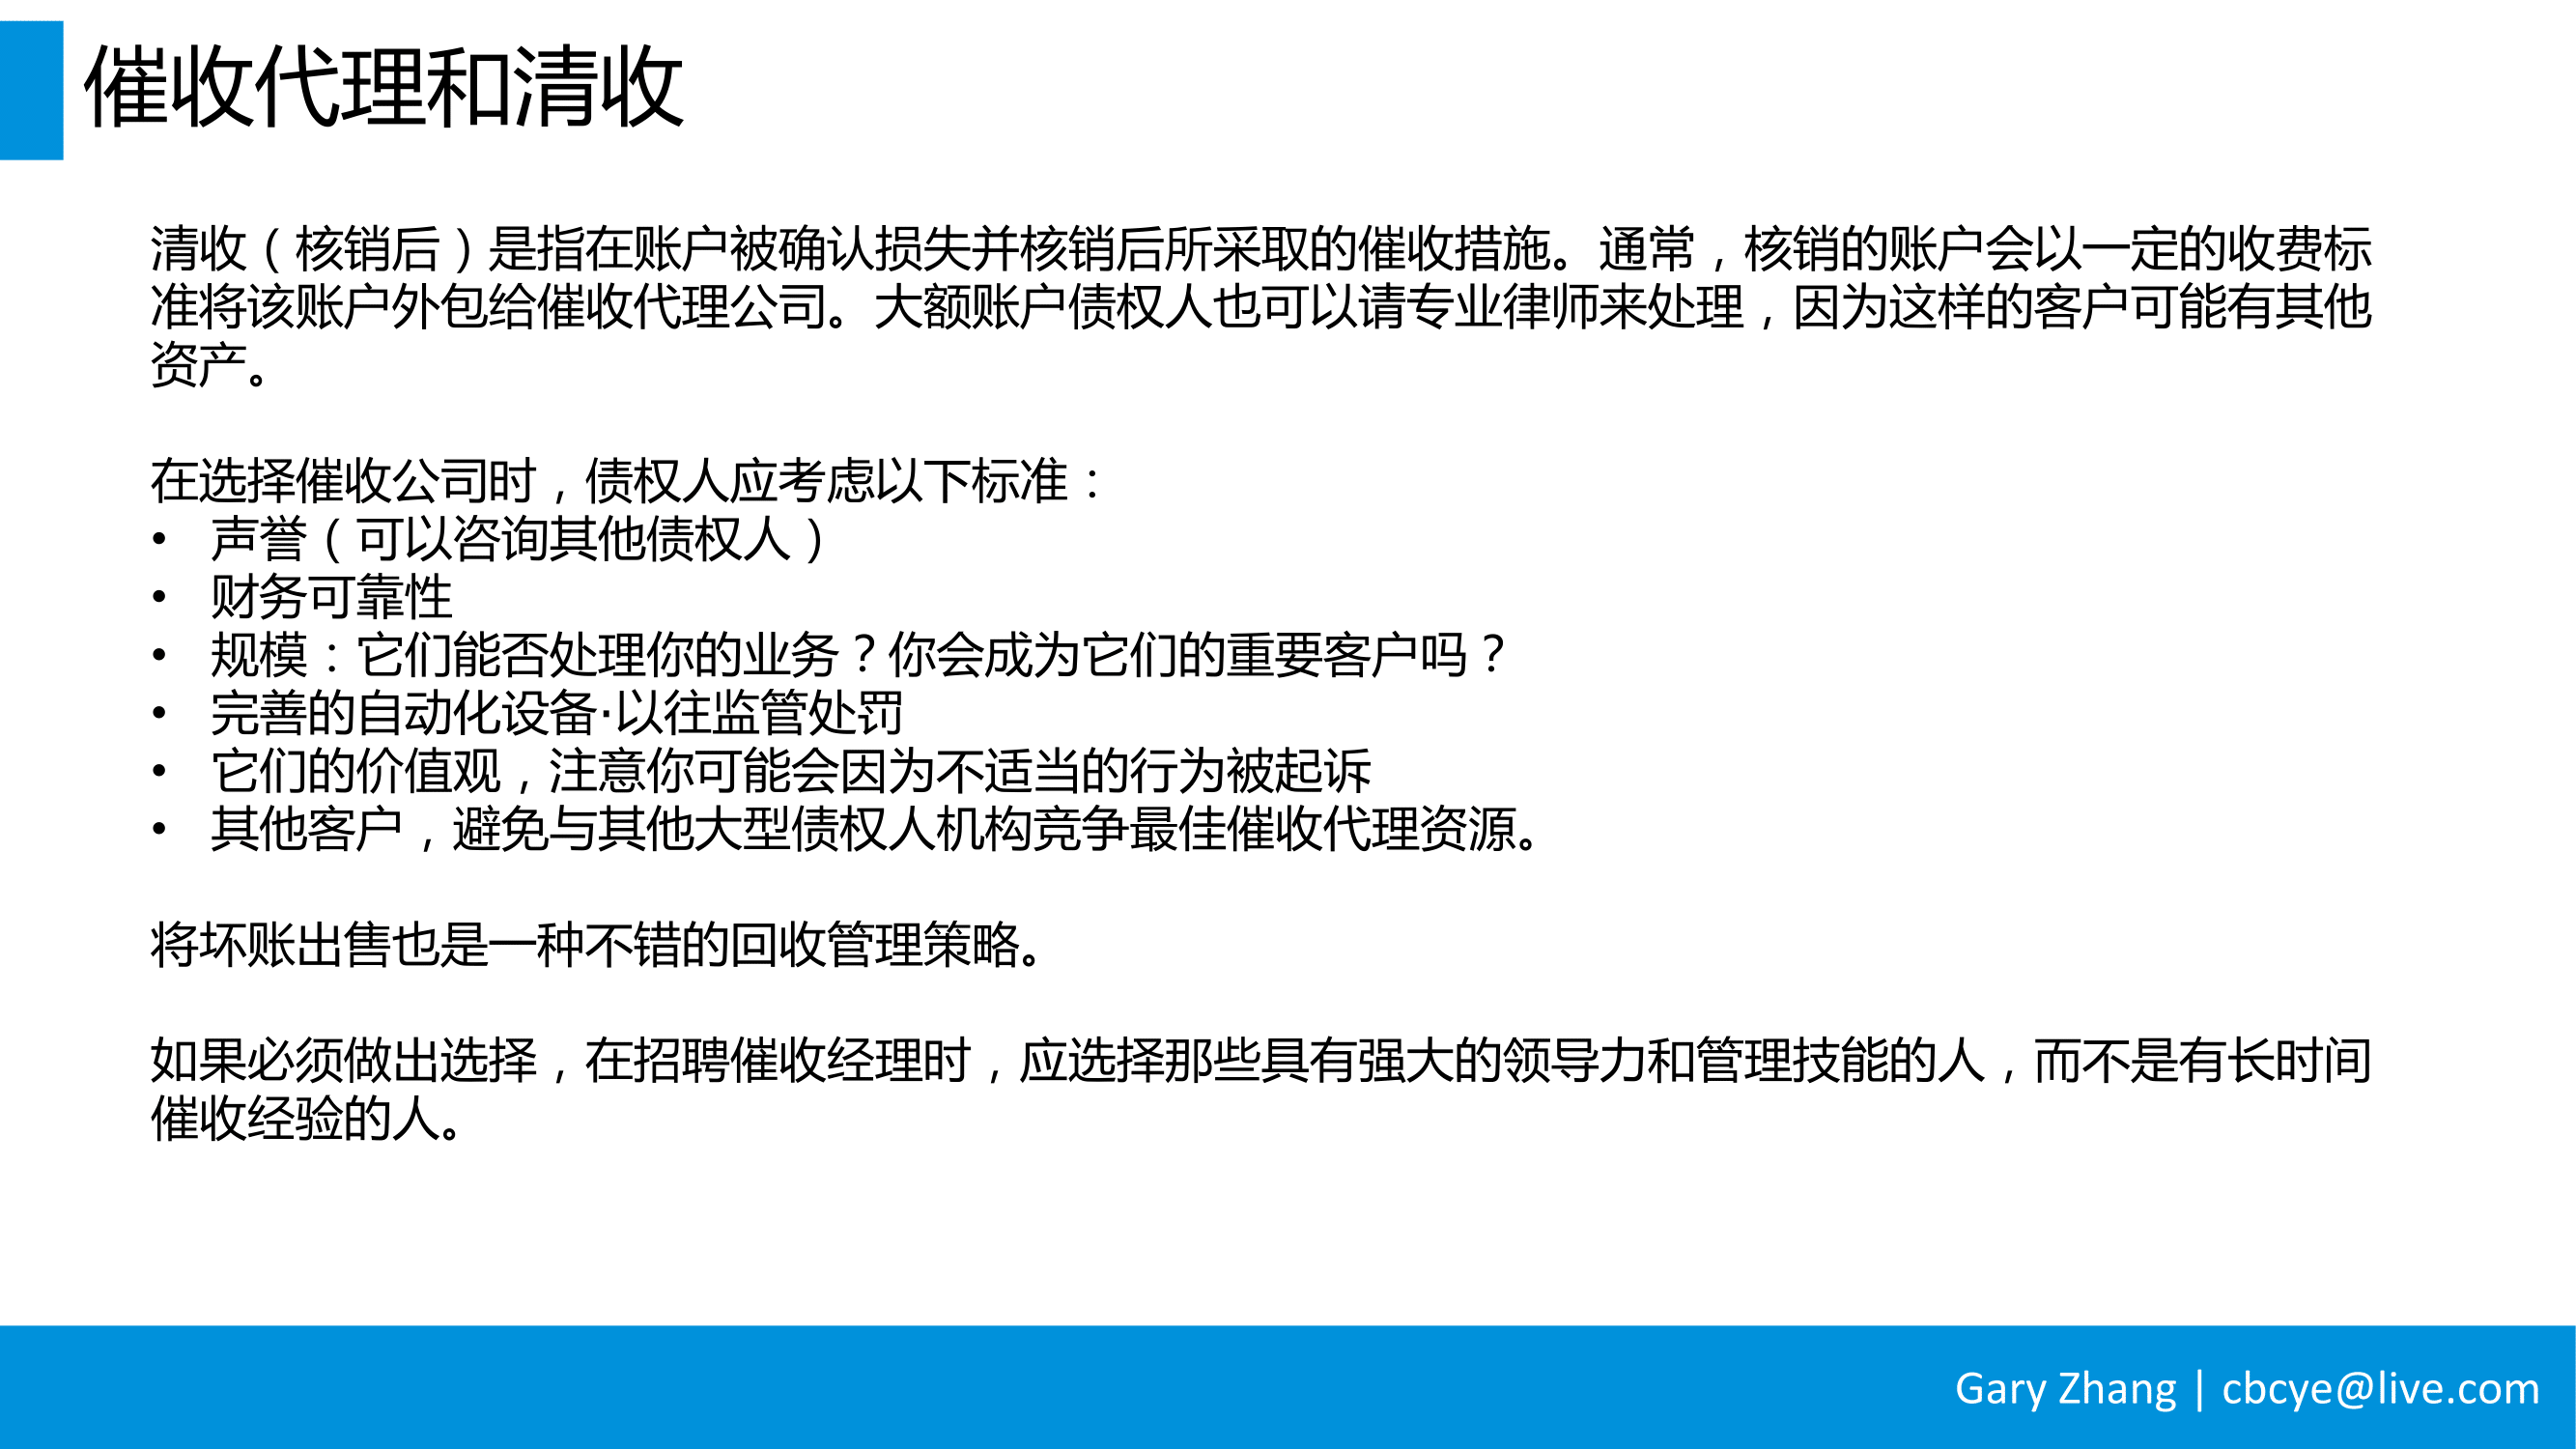 催收代理和清收
清收（核销后）是指在账户被确认损失并核销后所采取的催收措施。通常，核销的账户会以一定的收费标
准将该账户外包给催收代理公司。大额账户债权人也可以请专业律师来处理，因为这样的客户可能有其他
资产。
在选择催收公司时，债权人应考虑以下标准：
• 声誉（可以咨询其他债权人）
• 财务可靠性
• 规模：它们能否处理你的业务？你会成为它们的重要客户吗？
• 完善的自动化设备·以往监管处罚
• 它们的价值观，注意你可能会因为不适当的行为被起诉
• 其他客户，避免与其他大型债权人机构竞争最佳催收代理资源。
将坏账出售也是一种不错的回收管理策略。
如果必须做出选择，在招聘催收经理时，应选择那些具有强大的领导力和管理技能的人，而不是有长时间
催收经验的人。
Gary Zhang | cbcye@live.com